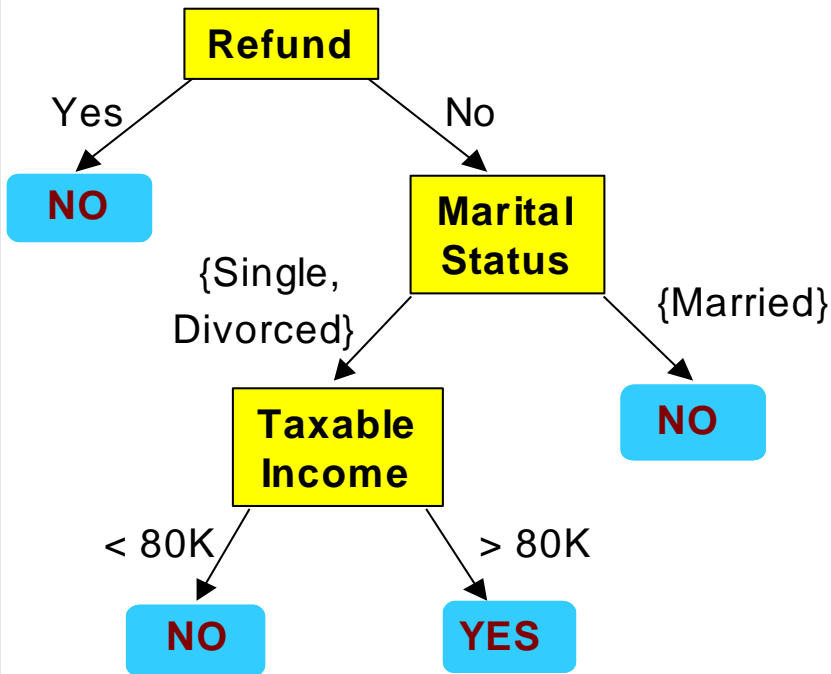 Refund
Yes
No
NO
Marital
Status
{Single,
Divorced}
{Married}
Taxable
Income
NO
< 80K
> 80K
NO
YES